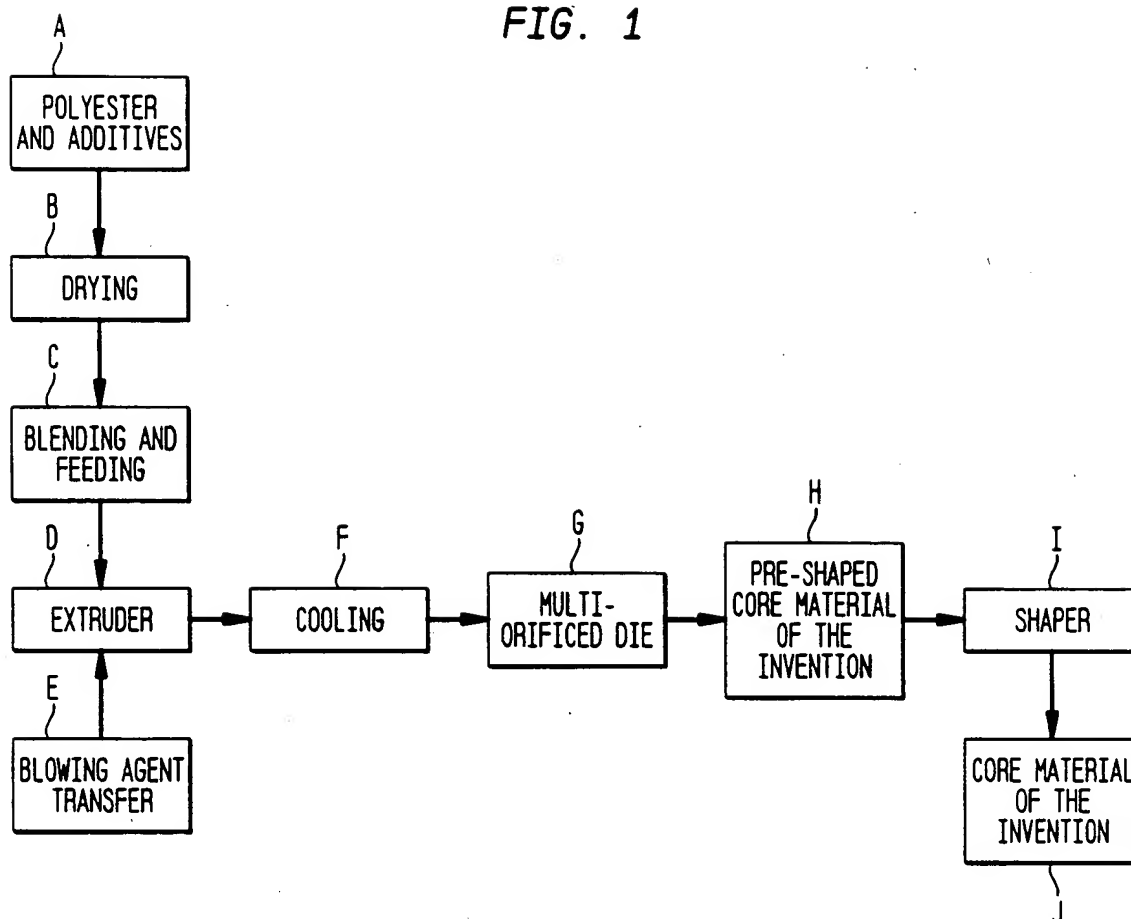 FIG. 1
A
POLYESTER
AND ADDITIVES
B
DRYING
C
BLENDING AND
FEEDING
D
EXTRUDER
E
BLOWING AGENT
TRANSFER
F
COOLING
G
MULTI-
ORIFICED DIE
H
PRE-SHAPED
CORE MATERIAL
OF THE
INVENTION
I
SHAPER
CORE MATERIAL
OF THE
INVENTION
J